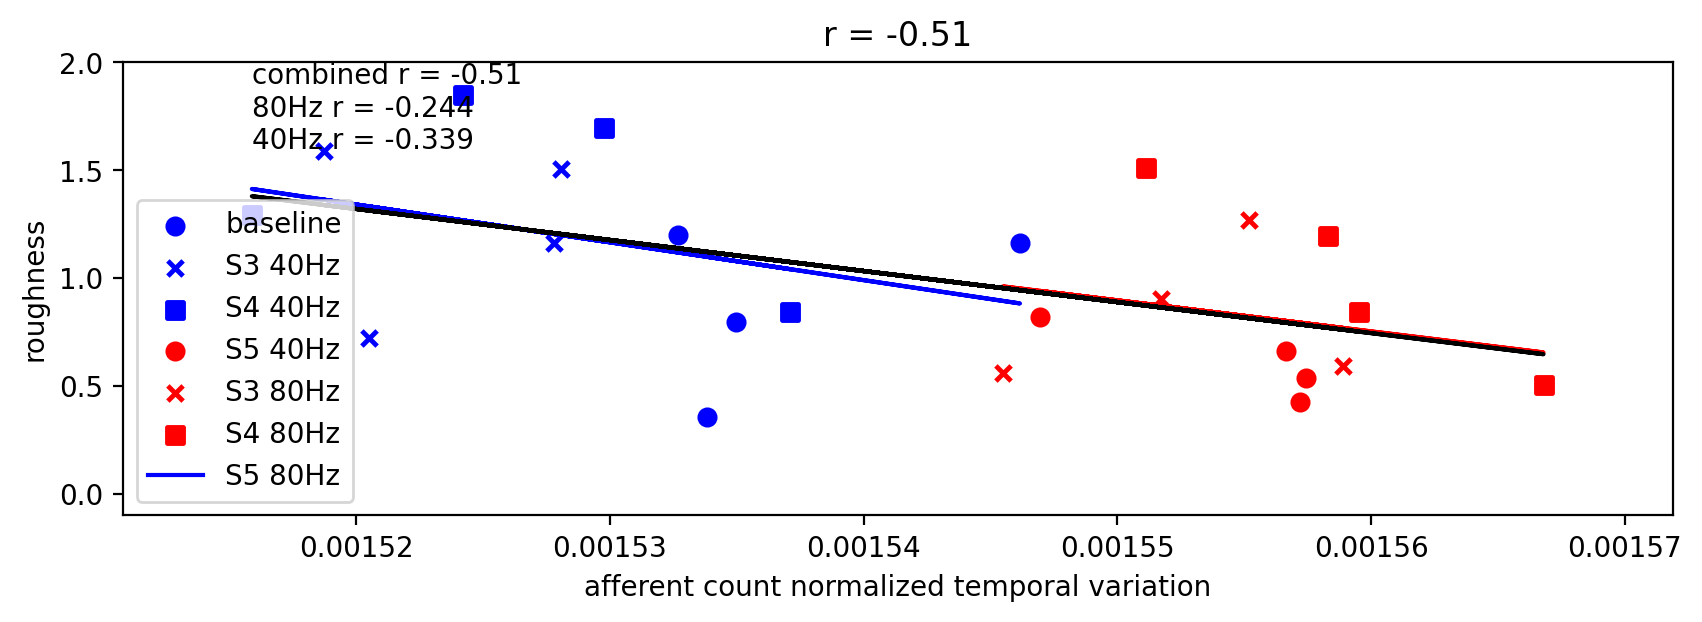 r = -0.51
combined r = -0.51
80Hz r = -0.244
40Hz r = -0.339
2.0
1.5
1.0
0.5
0.0
roughness
baseline
S3 40Hz
S4 40Hz
S5 40Hz
S3 80Hz
S4 80Hz
S5 80Hz
0.00152 0.00153 0.00154 0.00155 0.00156 0.00157
afferent count normalized temporal variation